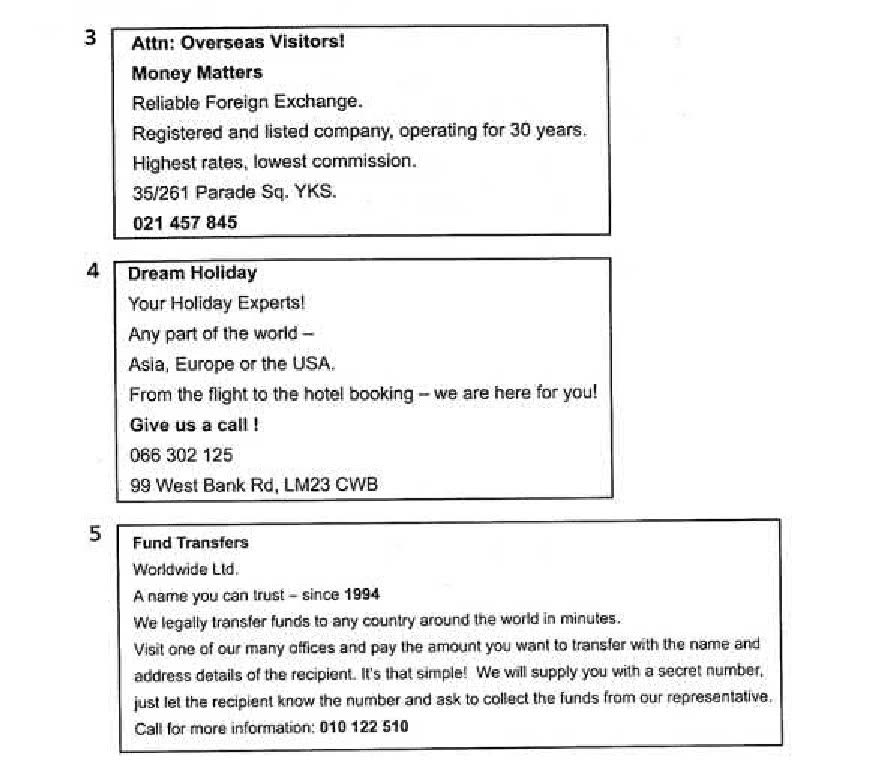 3
Attn: Overseas Visitors!
Money Matters
Reliable Foreign Exchange.
Registered and listed company, operating for 30 years.
Highest rates, lowest commission.
35/261 Parade Sq. YKS.
021 457 845
4
Dream Holiday
Your Holiday Experts!
Any part of the world –
Asia, Europe or the USA.
From the flight to the hotel booking – we are here for you!
Give us a call !
066 302 125
99 West Bank Rd, LM23 CWB
5
Fund Transfers
Worldwide Ltd.
A name you can trust – since 1994
We legally transfer funds to any country around the world in minutes.
Visit one of our many offices and pay the amount you want to transfer with the name and
address details of the recipient. It's that simple! We will supply you with a secret number,
just let the recipient know the number and ask to collect the funds from our representative.
Call for more information: 010 122 510